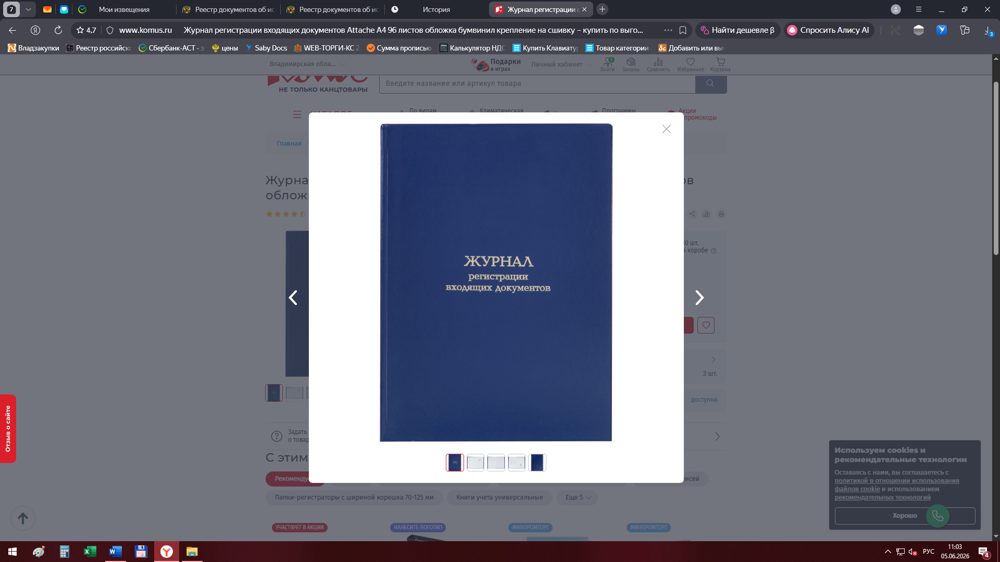 7
Мои извещения
Реестр документов об ис
Реестр документов об ис
История
Журнал регистрации в
4,7
www.komus.ru
Журнал регистрации входящих документов Attache А4 96 листов обложка бумвинил крепление на сшивку – купить по выго...
Найти дешевле β
Спросить Алису AI
3
Владзакупки
Реестр российско
Сбербанк-АСТ - э
цены
Saby Docs
WEB-ТОРГИ-КС 2
Сумма прописью
Калькулятор НДС
Купить Клавиатур
Товар категории
Добавить или вы
Владимирская обла...
Подарки
в играх
Личный кабинет
Войти
Заказы
Сравнить
Избранное
Корзина
НЕ ТОЛЬКО КАНЦТОВАРЫ
Введите название или артикул товара
КАТАЛОГ
По видам
Климатическая
Программы
Акции
промокоды
Главная
Журна
ов
облож
10 шт.
в коробе
ЖУРНАЛ
регистрации
входящих документов
2 шт.
доступна
Отзыв о сайте
Задать
о товар
С этим
Рекоменду
исей
Папки-регистраторы с шириной корешка 70-125 мм
Книги учета универсальные
Еще 5
УЧАСТВУЕТ В АКЦИИ
НАНЕСИТЕ ЛОГОТИП
МИНПРОМТОРГ
МИНПРОМТОРГ
Используем cookies и
рекомендательные технологии
Оставаясь с нами, вы соглашаетесь с
политикой в отношении использования
файлов cookie и использованием
рекомендательных технологий
Хорошо
РУС
11:03
05.06.2026
4